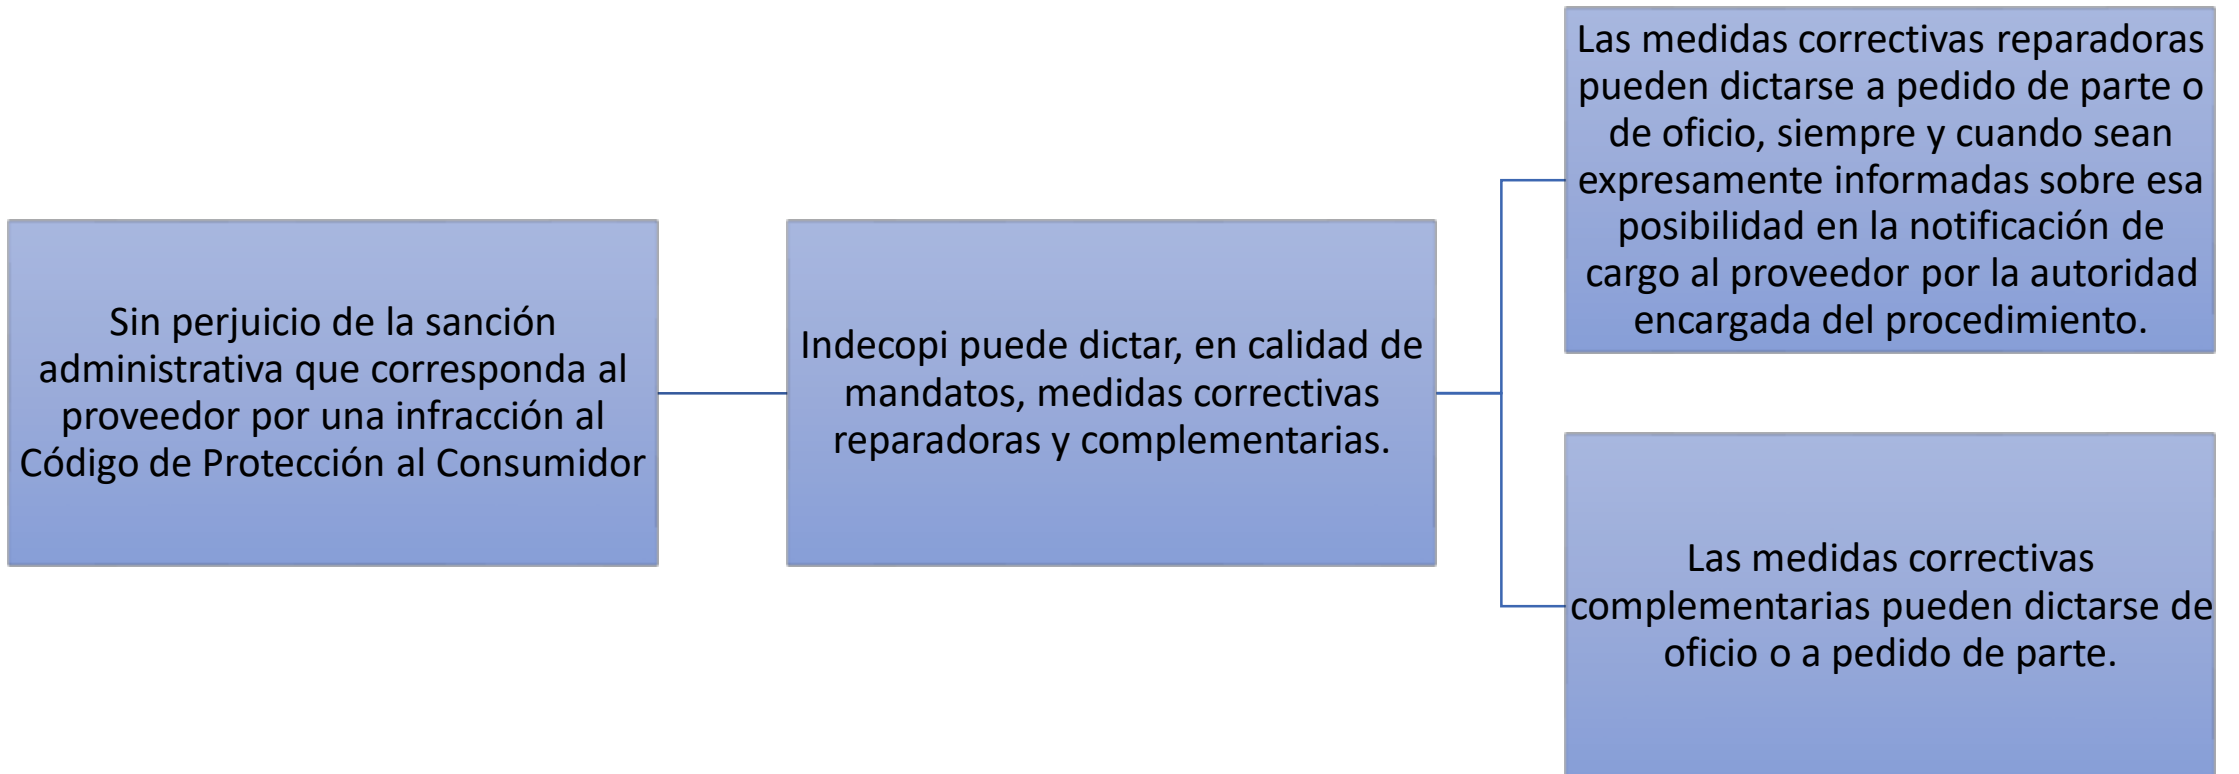 Sin perjuicio de la sanción
administrativa que corresponda al
proveedor por una infracción al
Código de Protección al Consumidor
Indecopi puede dictar, en calidad de
mandatos, medidas correctivas
reparadoras y complementarias.
Las medidas correctivas reparadoras
pueden dictarse a pedido de parte o
de oficio, siempre y cuando sean
expresamente informadas sobre esa
posibilidad en la notificación de
cargo al proveedor por la autoridad
encargada del procedimiento.
Las medidas correctivas
complementarias pueden dictarse de
oficio o a pedido de parte.